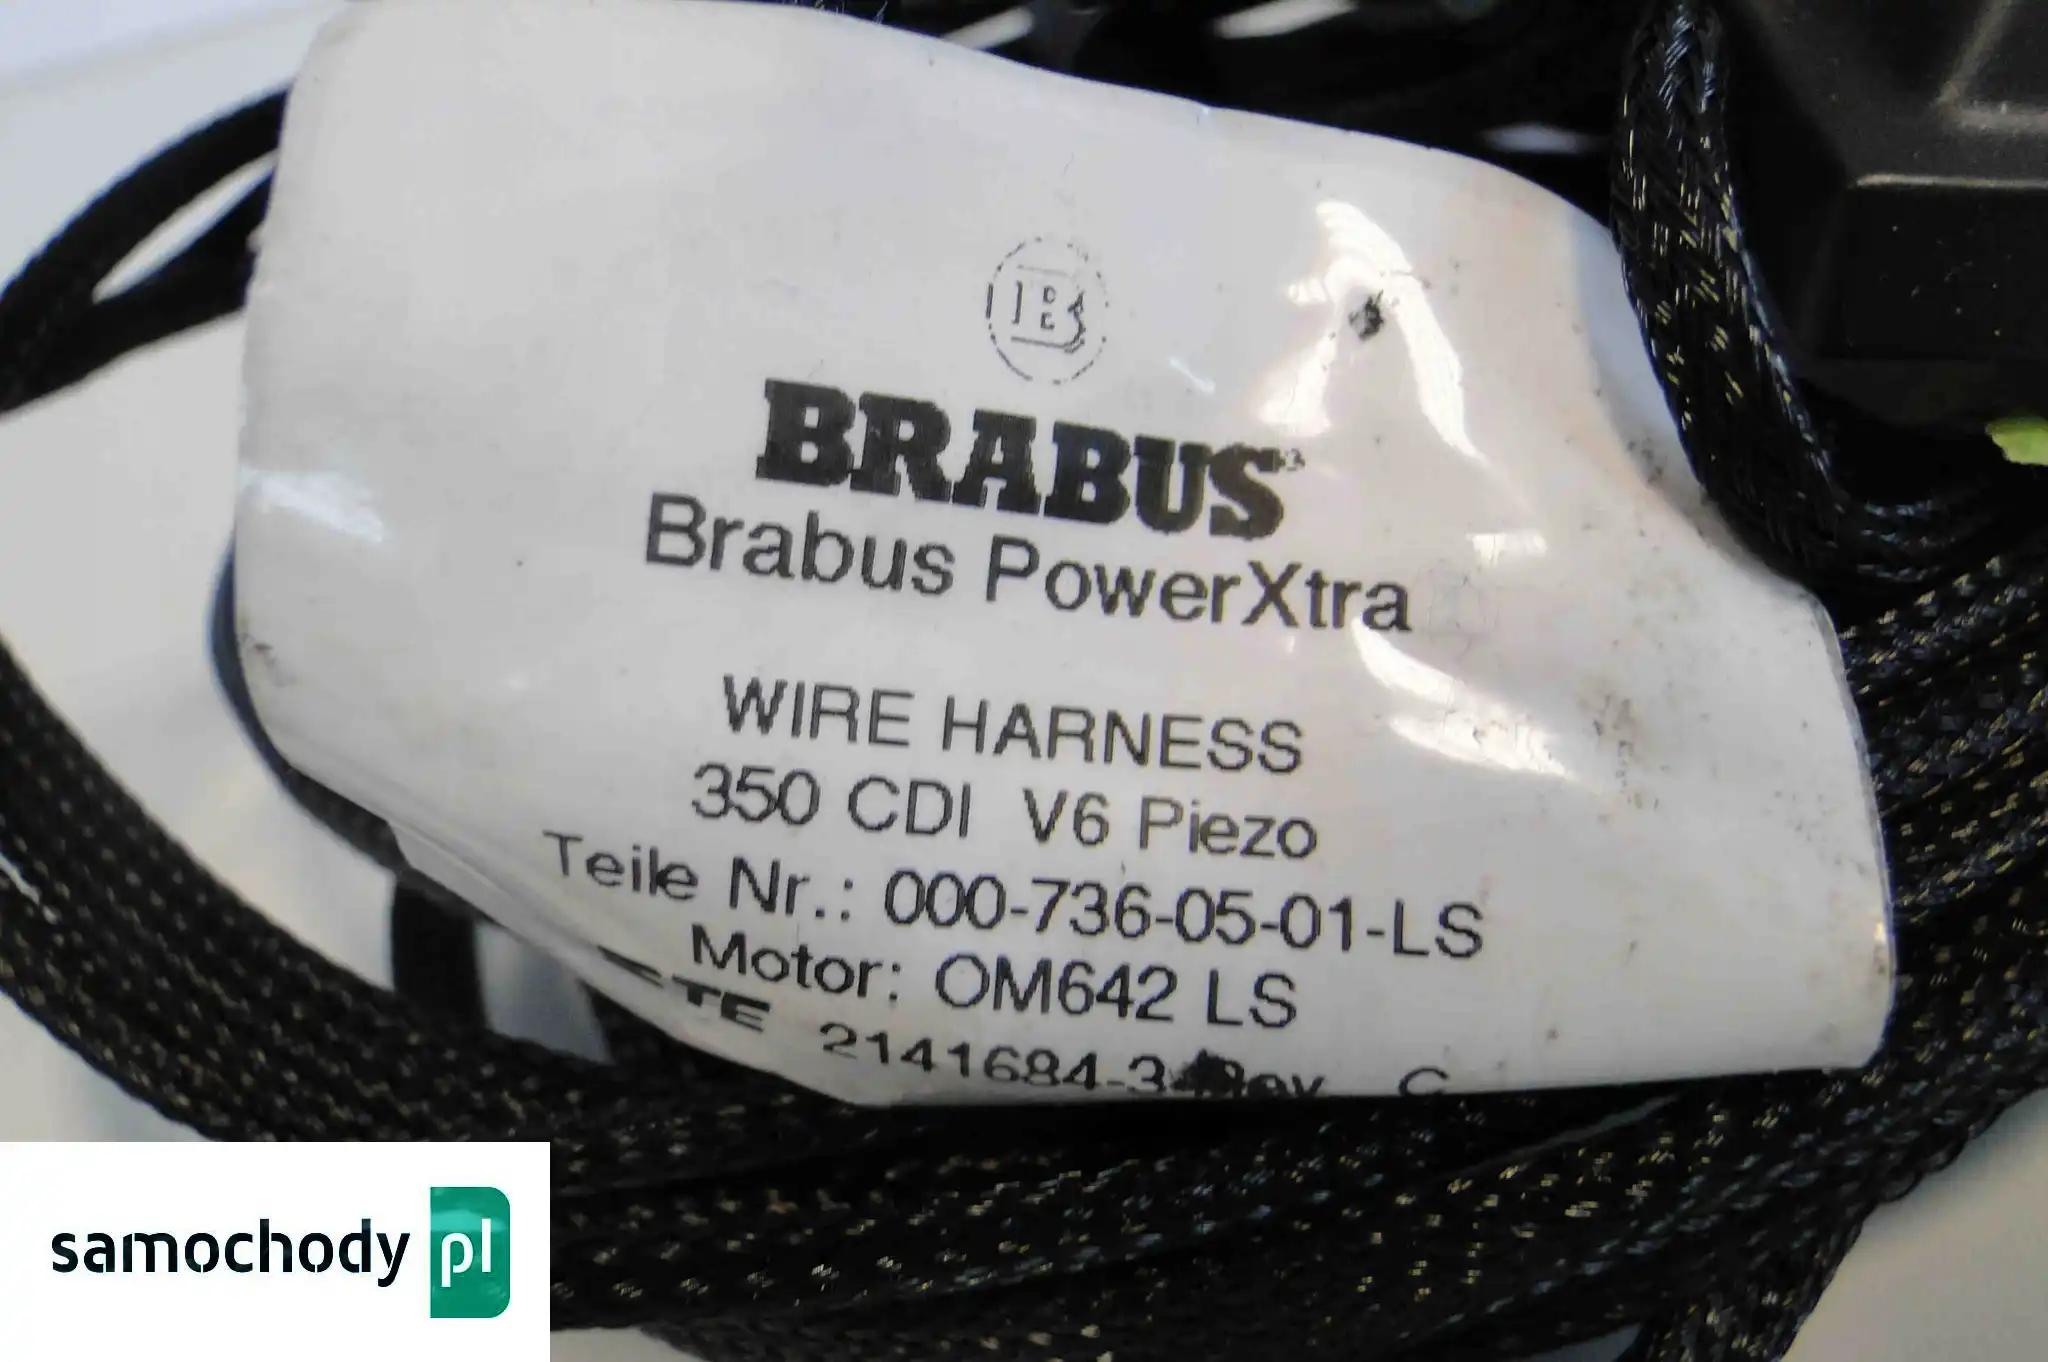 BRABUS
Brabus PowerXtra
WIRE HARNESS
350 CDI V6 Piezo
Teile Nr.: 000-736-05-01-LS
Motor: OM642 LS
TE 2141684-3 Rev C
samochody pl